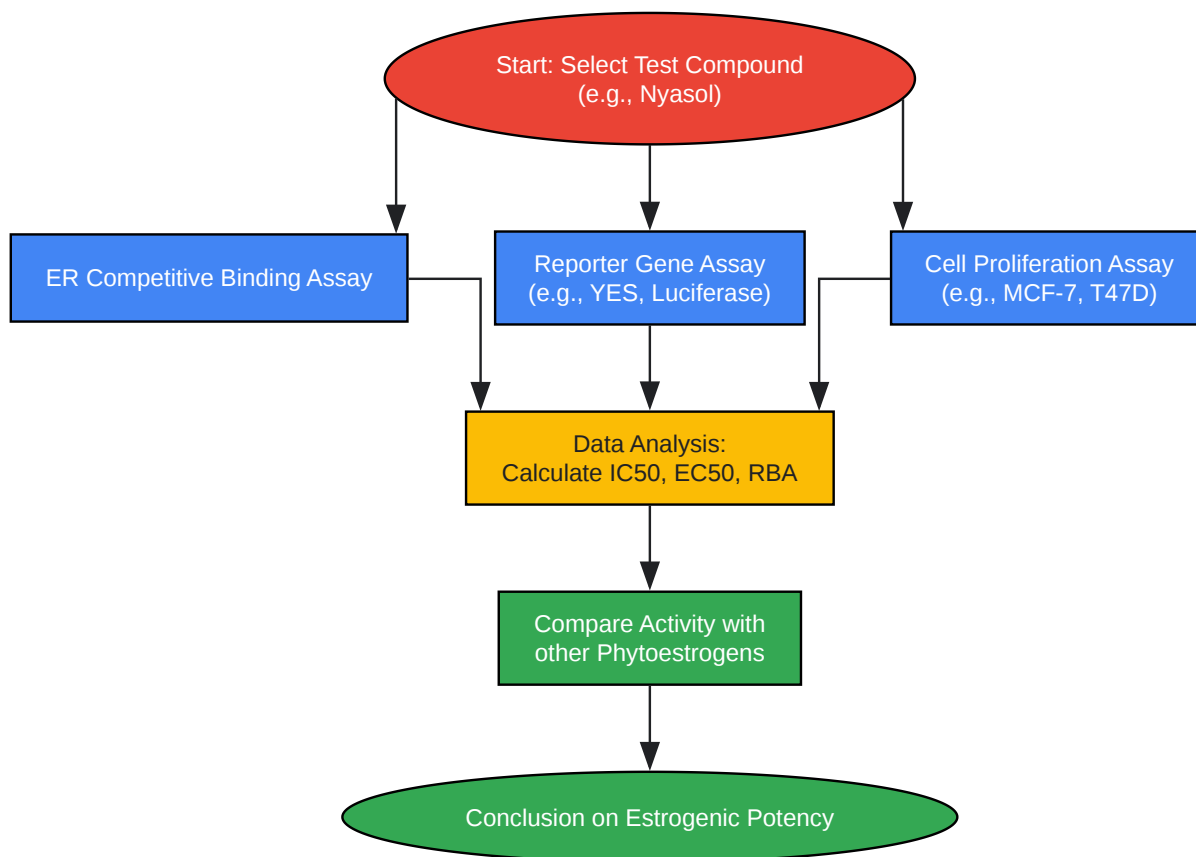 Start: Select Test Compound
(e.g., Nyasol)
ER Competitive Binding Assay
Reporter Gene Assay
(e.g., YES, Luciferase)
Cell Proliferation Assay
(e.g., MCF-7, T47D)
Data Analysis:
Calculate IC50, EC50, RBA
Compare Activity with
other Phytoestrogens
Conclusion on Estrogenic Potency